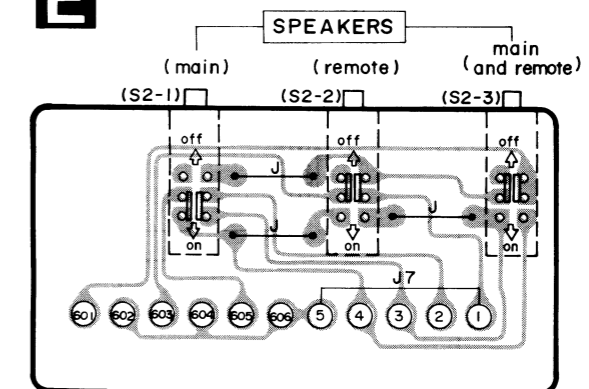 E
SPEAKERS
(main) (remote) main
(and remote)
(S2-1) (S2-2) (S2-3)
off off off
J
J
J
on on on
J7
601 602 603 604 605 606 5 4 3 2 1